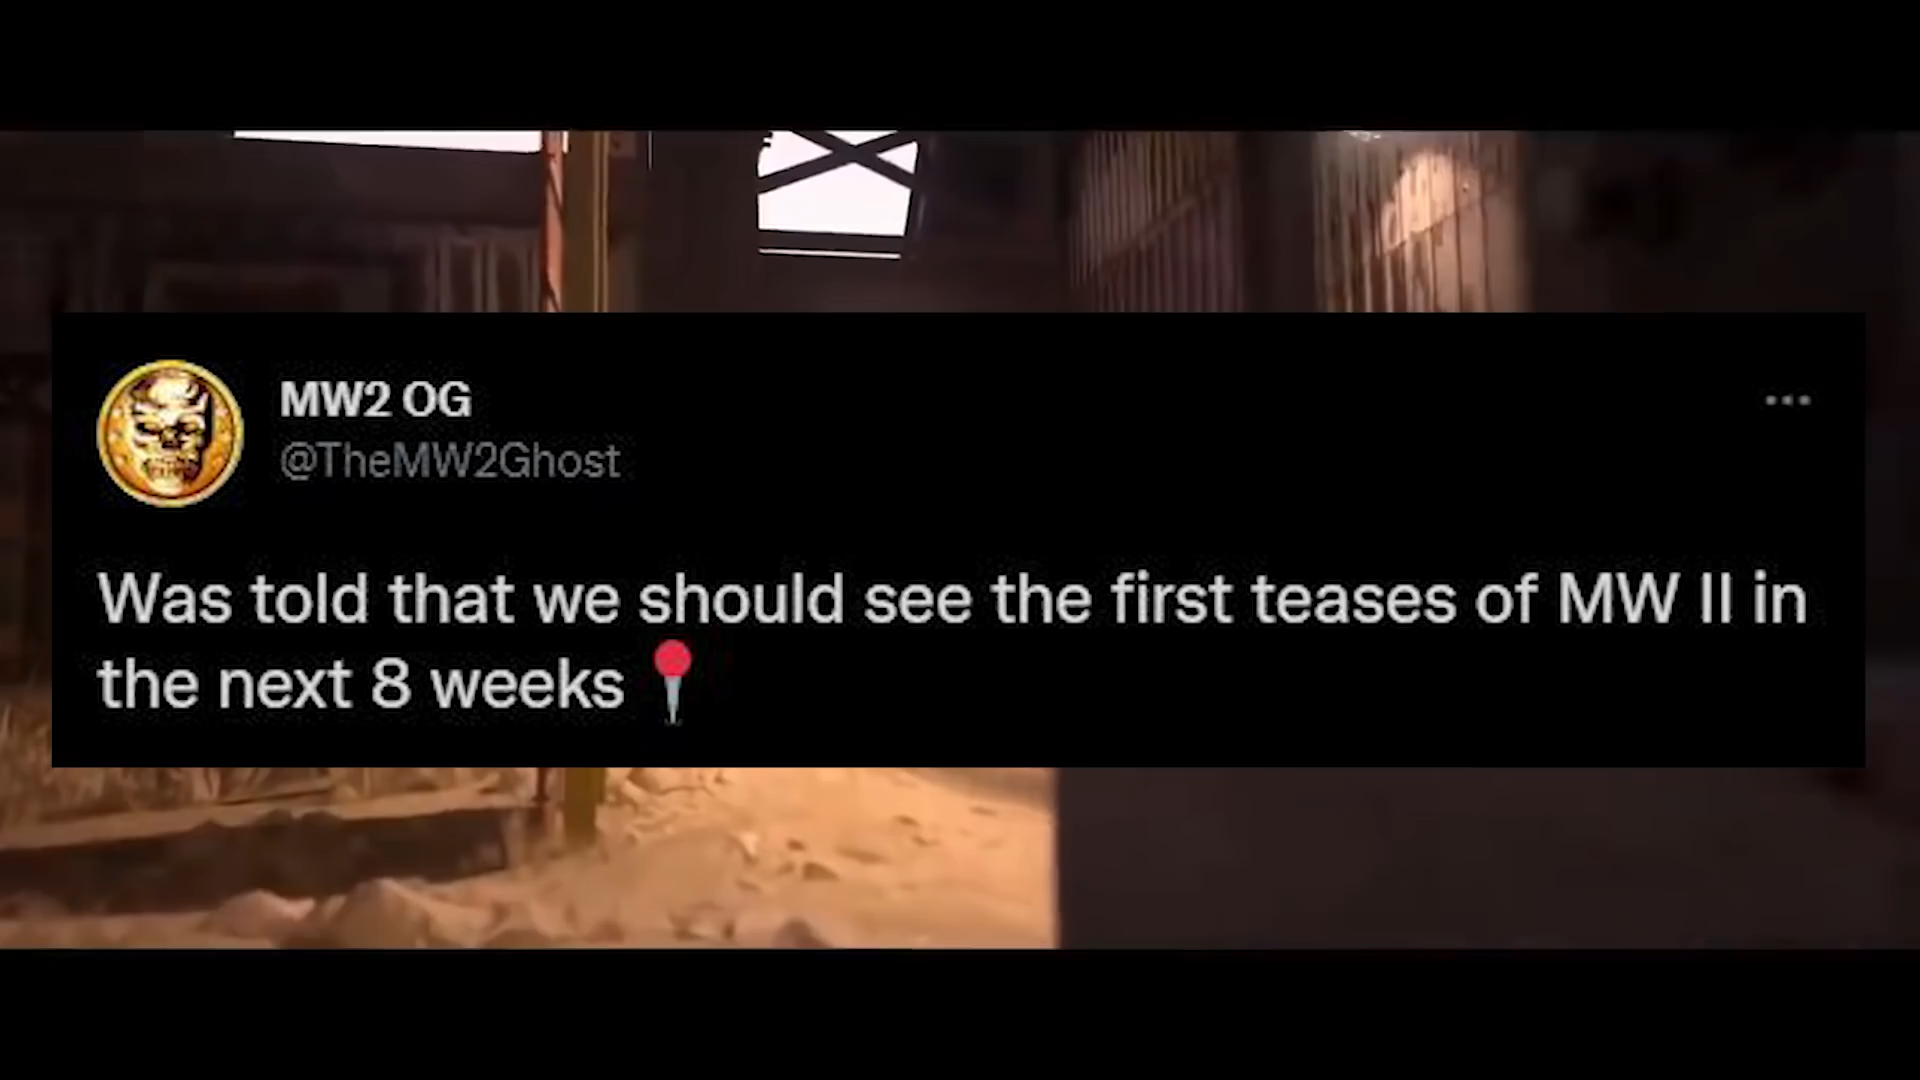 MW2 OG
@TheMW2Ghost
Was told that we should see the first teases of MW II in
the next 8 weeks 📍